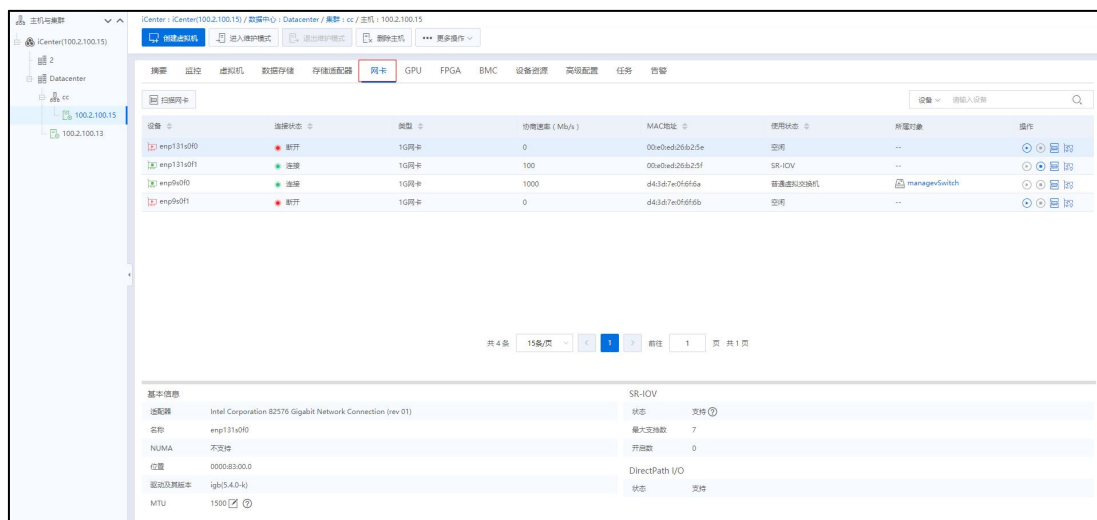 主机与集群
iCenter(100.2.100.15)
2
Datacenter
cc
100.2.100.15
100.2.100.13
iCenter：iCenter(100.2.100.15) / 数据中心：Datacenter / 集群：cc / 主机：100.2.100.15
创建虚拟机 进入维护模式 退出维护模式 删除主机 更多操作
摘要 监控 虚拟机 数据存储 存储适配器 网卡 GPU FPGA BMC 设备资源 高级配置 任务 告警
扫描网卡 设备 请输入设备
设备 连接状态 类型 协商速率（Mb/s） MAC地址 使用状态 所属对象 操作
enp131s0f0 断开 1G网卡 0 00:e0:ed:26:b2:5e 空闲 --
enp131s0f1 连接 1G网卡 100 00:e0:ed:26:b2:5f SR-IOV --
enp9s0f0 连接 1G网卡 1000 d4:3d:7e:0f:6f:6a 普通虚拟交换机 managevSwitch
enp9s0f1 断开 1G网卡 0 d4:3d:7e:0f:6f:6b 空闲 --
共 4 条 15条/页 1 前往 1 页 共 1 页
基本信息
适配器 Intel Corporation 82576 Gigabit Network Connection (rev 01)
名称 enp131s0f0
NUMA 不支持
位置 0000:83:00.0
驱动及其版本 igb(5.4.0-k)
MTU 1500
SR-IOV
状态 支持
最大支持数 7
开启数 0
DirectPath I/O
状态 支持